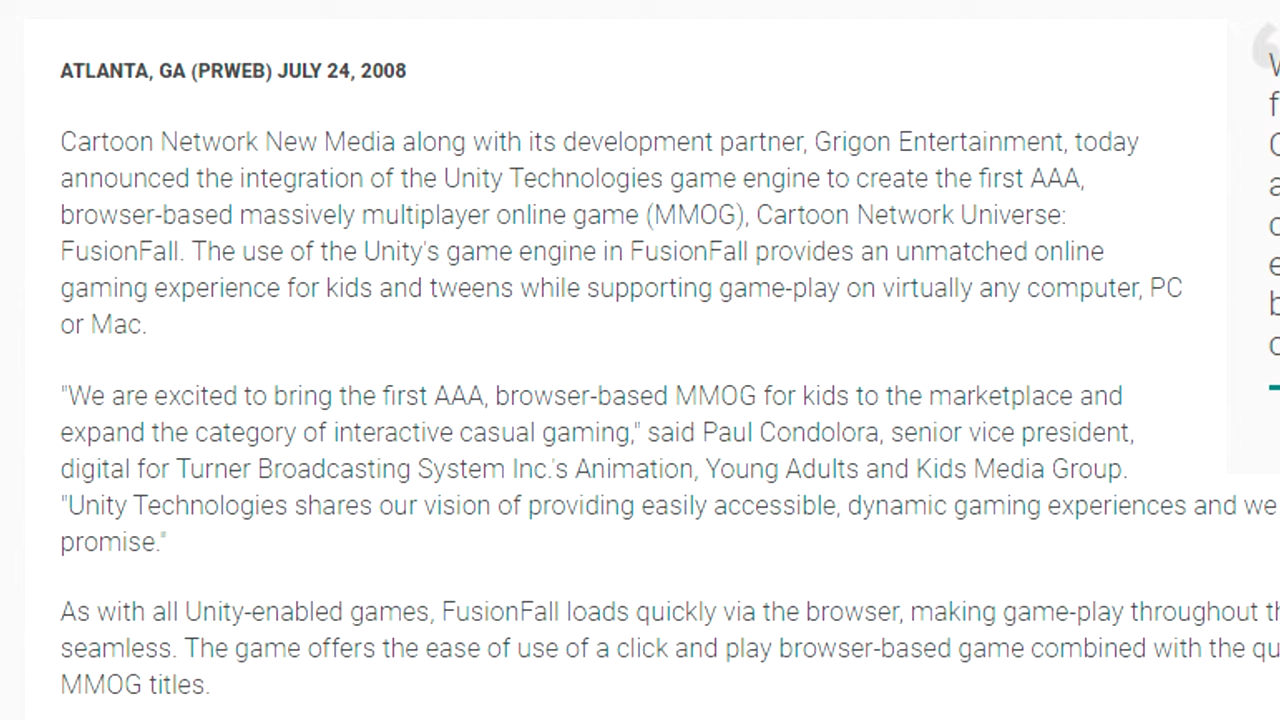 ATLANTA, GA (PRWEB) JULY 24, 2008
Cartoon Network New Media along with its development partner, Grigon Entertainment, today
announced the integration of the Unity Technologies game engine to create the first AAA,
browser-based massively multiplayer online game (MMOG), Cartoon Network Universe:
FusionFall. The use of the Unity's game engine in FusionFall provides an unmatched online
gaming experience for kids and tweens while supporting game-play on virtually any computer, PC
or Mac.
"We are excited to bring the first AAA, browser-based MMOG for kids to the marketplace and
expand the category of interactive casual gaming," said Paul Condolora, senior vice president,
digital for Turner Broadcasting System Inc.'s Animation, Young Adults and Kids Media Group.
"Unity Technologies shares our vision of providing easily accessible, dynamic gaming experiences and we
promise."
As with all Unity-enabled games, FusionFall loads quickly via the browser, making game-play throughout
seamless. The game offers the ease of use of a click and play browser-based game combined with the
MMOG titles.